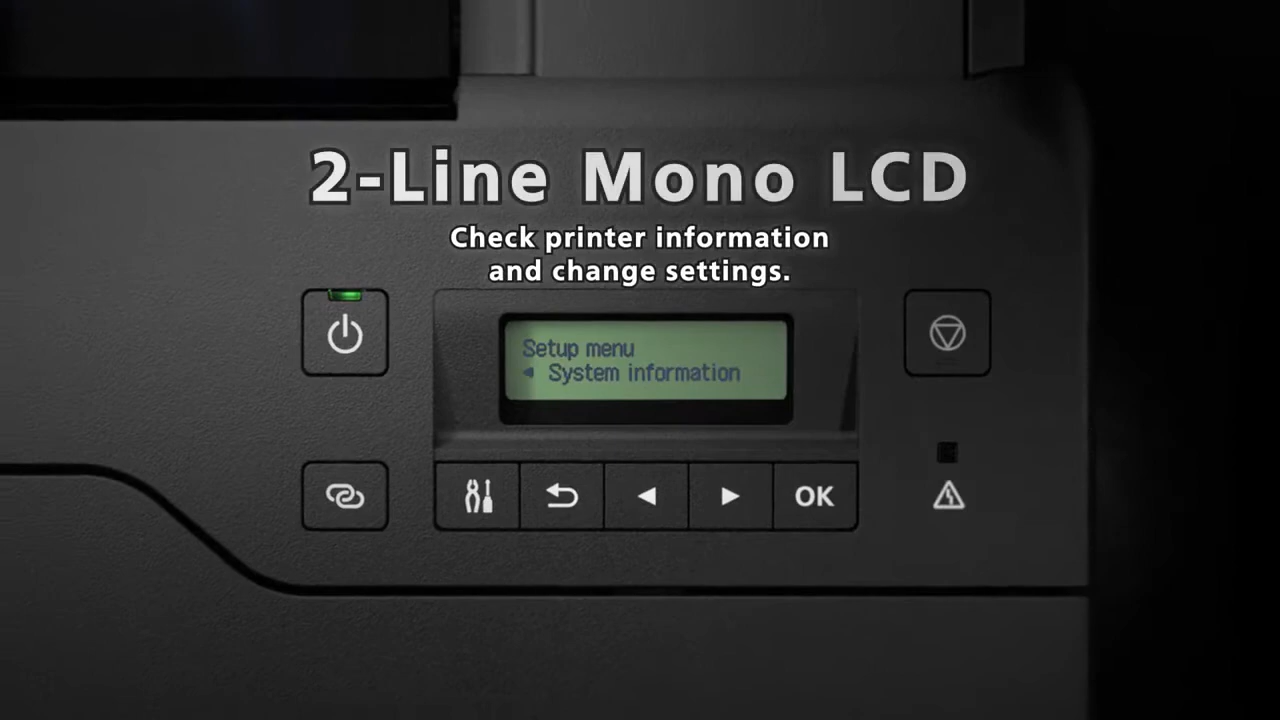 2-Line Mono LCD
Check printer information
and change settings.
Setup menu
◄ System information
OK